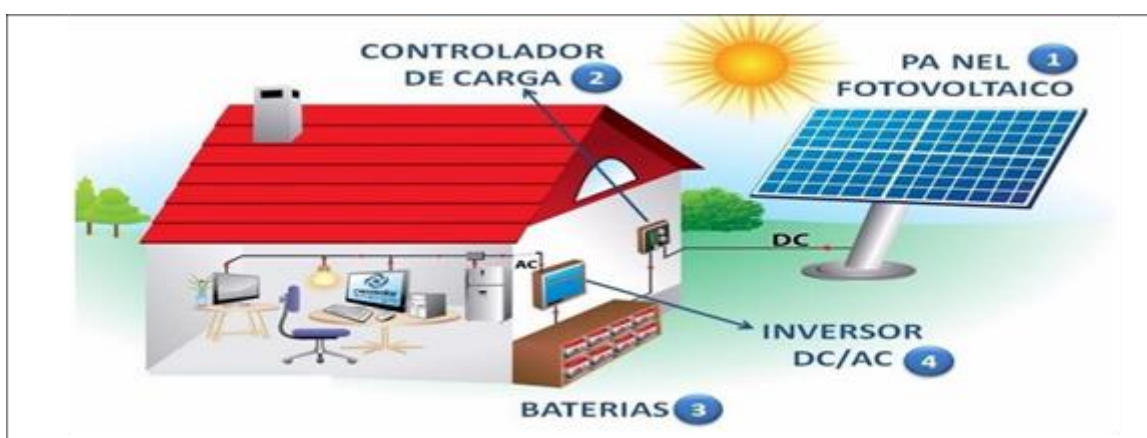 CONTROLADOR
DE CARGA 2
PA NEL 1
FOTOVOLTAICO
DC
AC
INVERSOR
DC/AC 4
BATERIAS 3